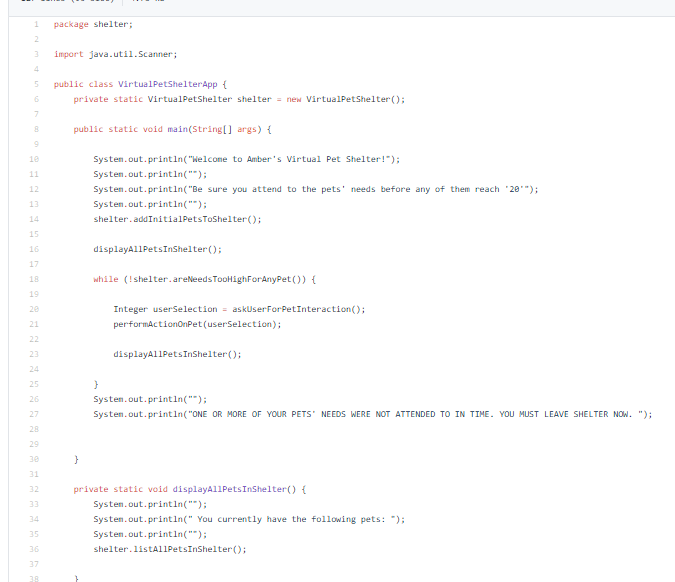 1 package shelter;
2
3 import java.util.Scanner;
4
5 public class VirtualPetShelterApp {
6 private static VirtualPetShelter shelter = new VirtualPetShelter();
7
8 public static void main(String[] args) {
9
10 System.out.println("Welcome to Amber's Virtual Pet Shelter!");
11 System.out.println("");
12 System.out.println("Be sure you attend to the pets' needs before any of them reach '20'");
13 System.out.println("");
14 shelter.addInitialPetsToShelter();
15
16 displayAllPetsInShelter();
17
18 while (!shelter.areNeedsTooHighForAnyPet()) {
19
20 Integer userSelection = askUserForPetInteraction();
21 performActionOnPet(userSelection);
22
23 displayAllPetsInShelter();
24
25 }
26 System.out.println("");
27 System.out.println("ONE OR MORE OF YOUR PETS' NEEDS WERE NOT ATTENDED TO IN TIME. YOU MUST LEAVE SHELTER NOW. ");
28
29
30 }
31
32 private static void displayAllPetsInShelter() {
33 System.out.println("");
34 System.out.println(" You currently have the following pets: ");
35 System.out.println("");
36 shelter.listAllPetsInShelter();
37
38 }